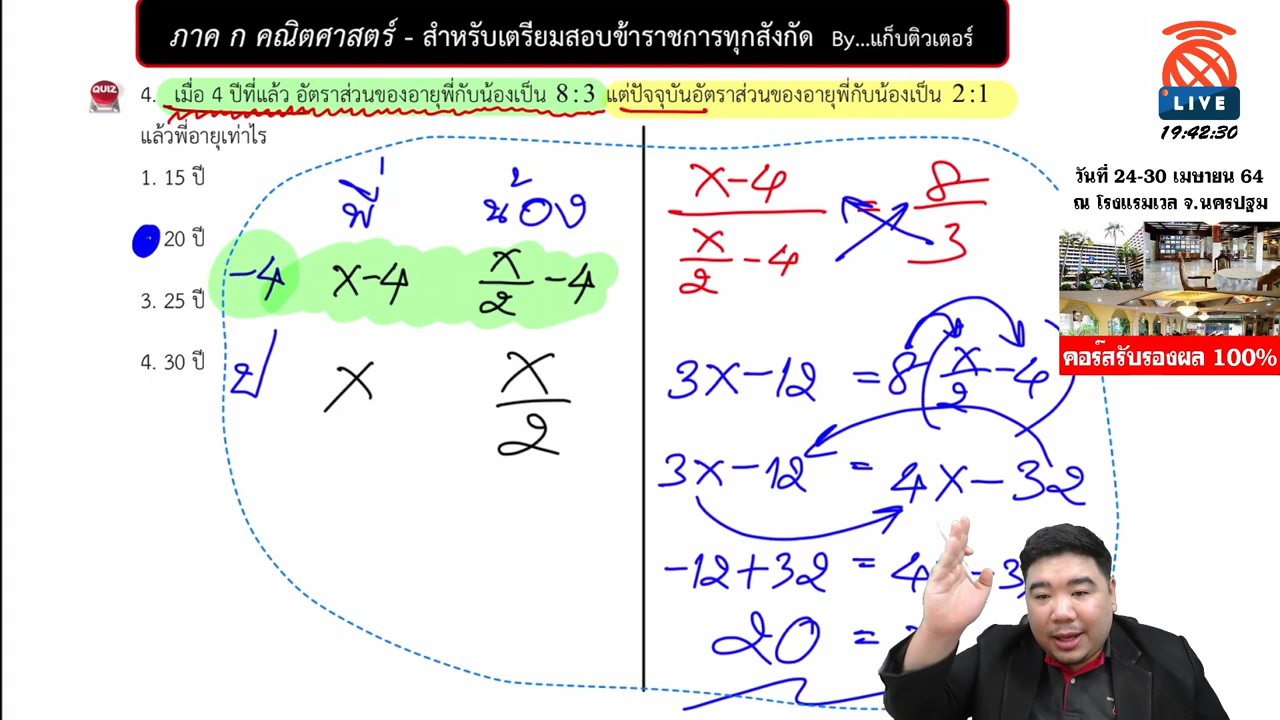 ภาค ก คณิตศาสตร์ - สำหรับเตรียมสอบข้าราชการทุกสังกัด By...แก็บติวเตอร์
LIVE
19:42:30
QUIZ
4. เมื่อ 4 ปีที่แล้ว อัตราส่วนของอายุพี่กับน้องเป็น 8:3 แต่ปัจจุบันอัตราส่วนของอายุพี่กับน้องเป็น 2:1
แล้วพี่อายุเท่าไร
1. 15 ปี
20 ปี
3. 25 ปี
4. 30 ปี
พี่ น้อง
-4 x-4 x/2 -4
ป x x/2
x-4 / x/2 -4 = 8/3
3x-12 = 8(x/2 -4)
3x-12 = 4x-32
-12+32 = 4 -3
20 =
วันที่ 24-30 เมษายน 64
ณ โรงแรมเวล จ.นครปฐม
คอร์สรับรองผล 100%